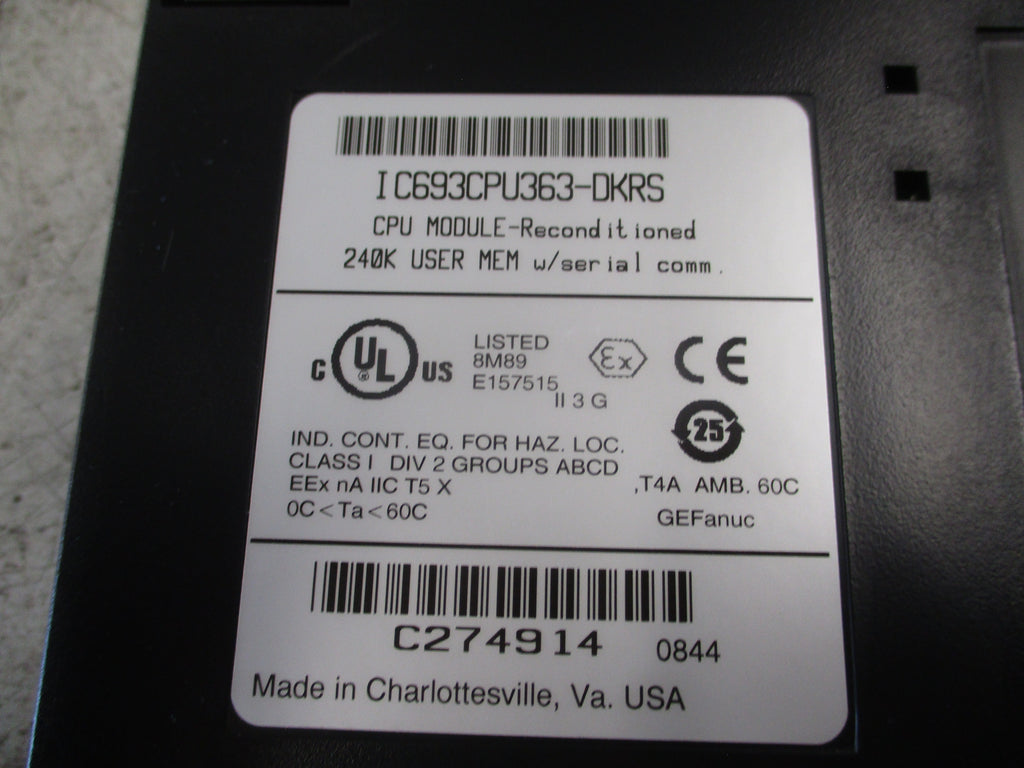 IC693CPU363-DKRS
CPU MODULE-Reconditioned
240K USER MEM w/serial comm.
C UL ® US
LISTED
8M89
E157515
Ex
II 3 G
CE
25
IND. CONT. EQ. FOR HAZ. LOC.
CLASS I DIV 2 GROUPS ABCD
EEx nA IIC T5 X
,T4A AMB. 60C
0C<Ta<60C
GEFanuc
C274914 0844
Made in Charlottesville, Va. USA